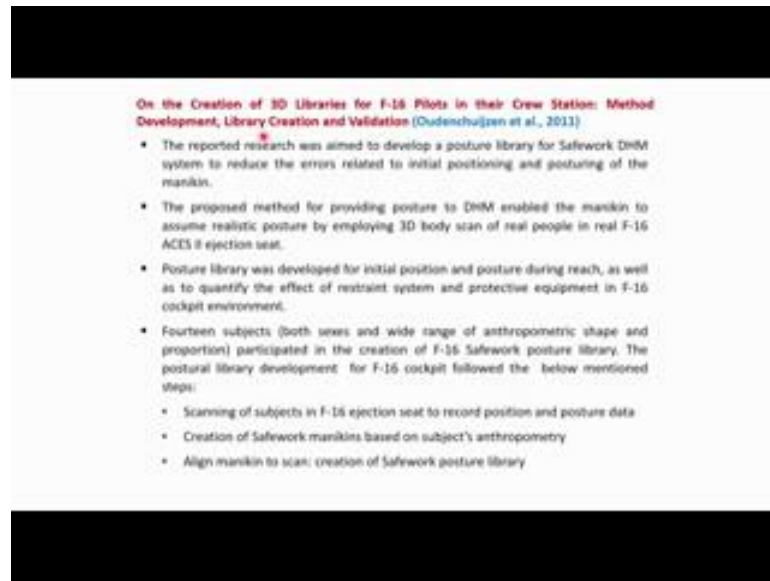 On the Creation of 3D Libraries for F-16 Pilots in their Crew Station: Method
Development, Library Creation and Validation (Oudenhuijzen et al., 2011)
▪ The reported research was aimed to develop a posture library for Safework DHM
system to reduce the errors related to initial positioning and posturing of the
manikin.
▪ The proposed method for providing posture to DHM enabled the manikin to
assume realistic posture by employing 3D body scan of real people in real F-16
ACES II ejection seat.
▪ Posture library was developed for initial position and posture during reach, as well
as to quantify the effect of restraint system and protective equipment in F-16
cockpit environment.
▪ Fourteen subjects (both sexes and wide range of anthropometric shape and
proportion) participated in the creation of F-16 Safework posture library. The
postural library development for F-16 cockpit followed the below mentioned
steps:
• Scanning of subjects in F-16 ejection seat to record position and posture data
• Creation of Safework manikins based on subject's anthropometry
• Align manikin to scan: creation of Safework posture library